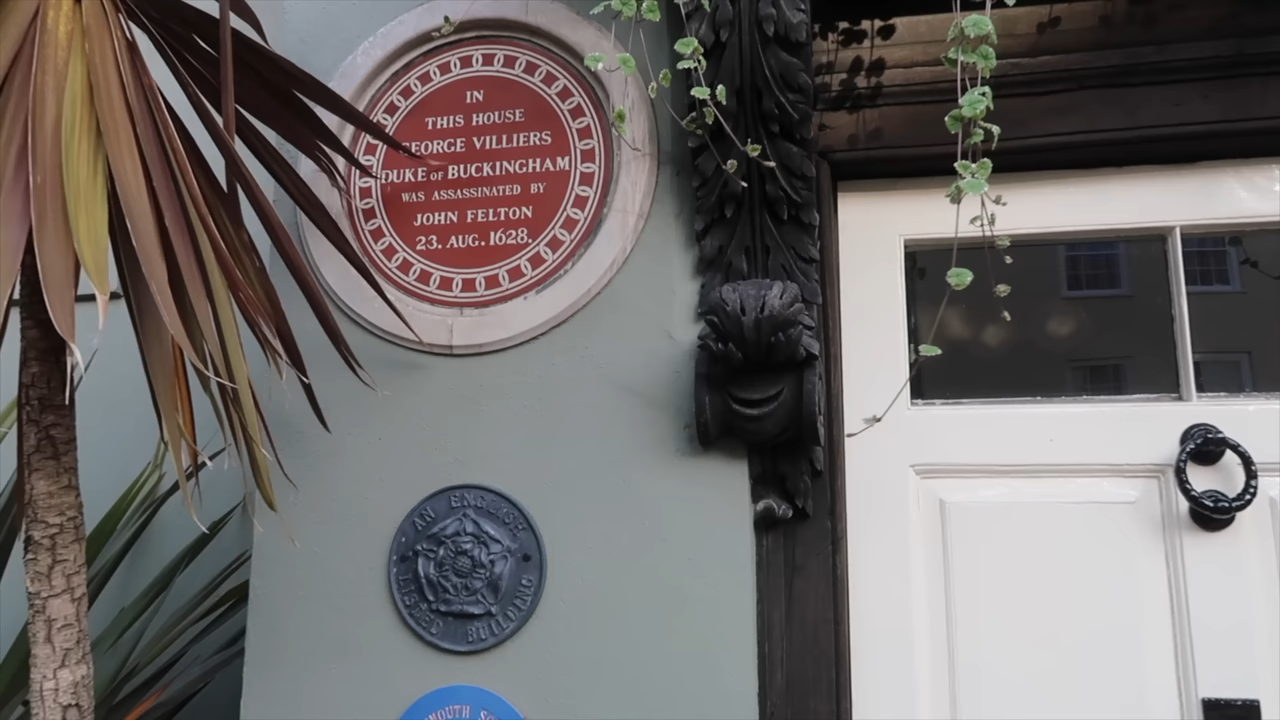 IN
THIS HOUSE
GEORGE VILLIERS
DUKE OF BUCKINGHAM
WAS ASSASSINATED BY
JOHN FELTON
23. AUG. 1628.
AN ENGLISH
LISTED BUILDING